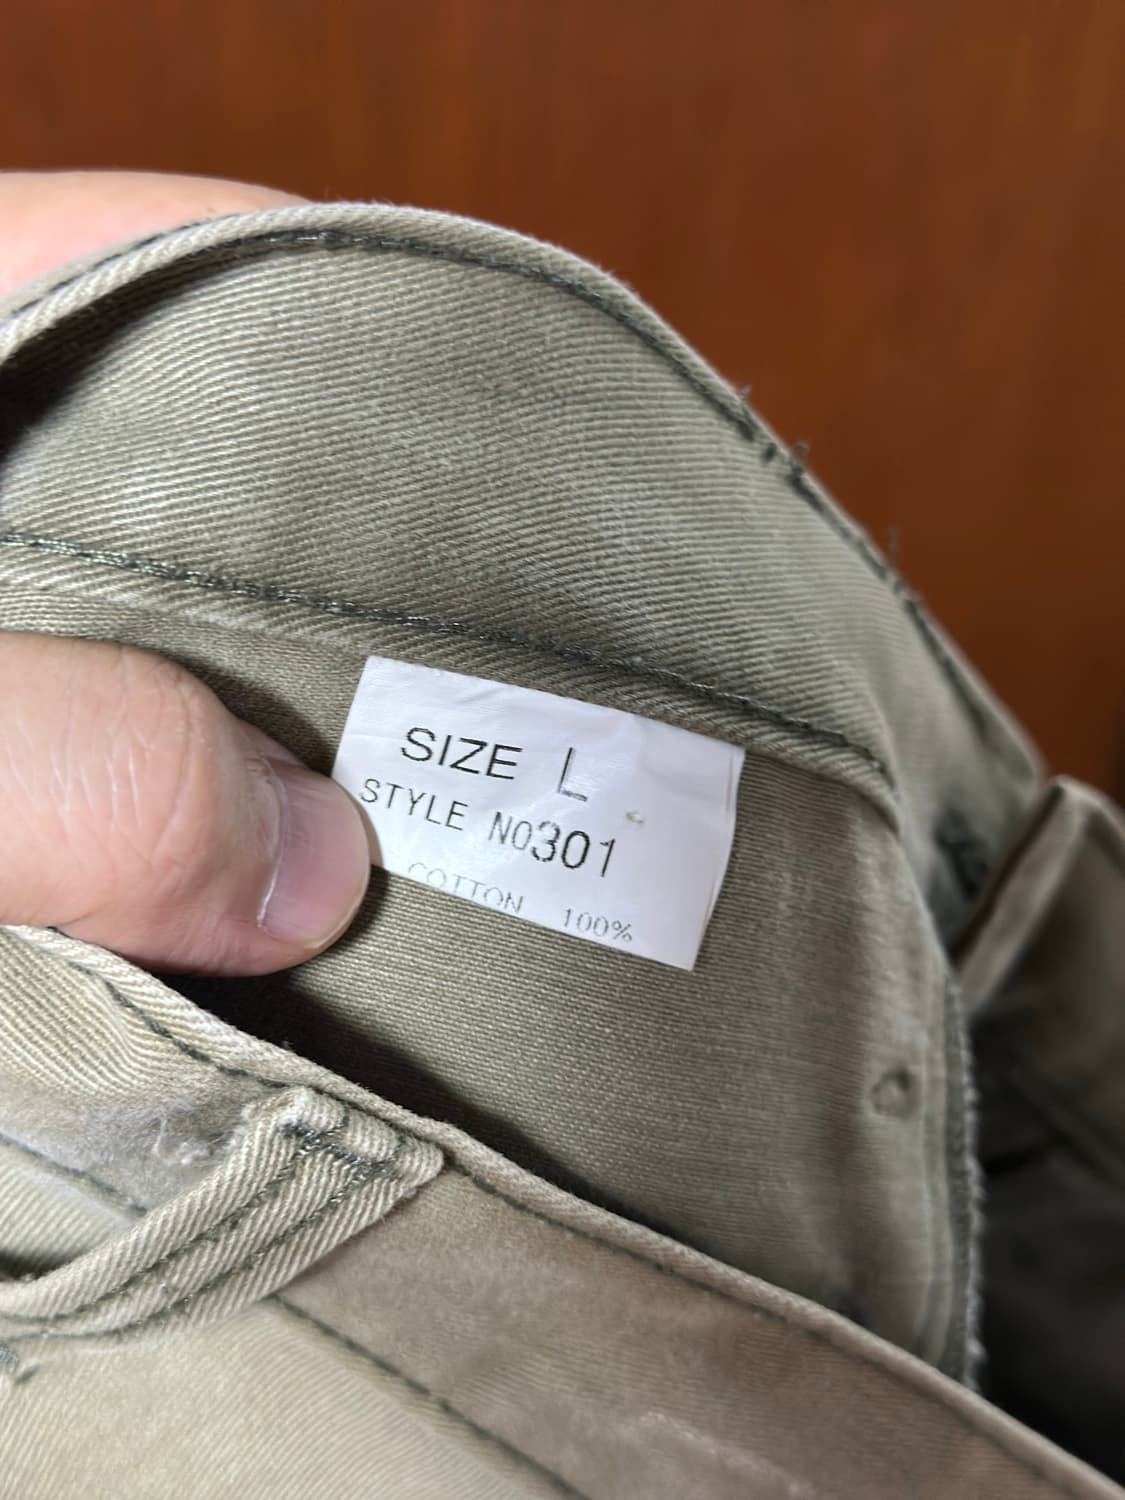 SIZE L
STYLE NO301
COTTON 100%